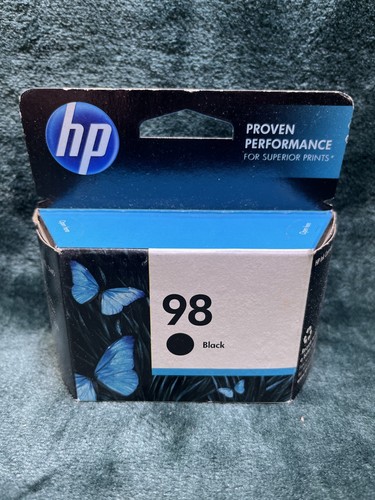 hp
PROVEN
PERFORMANCE
FOR SUPERIOR PRINTS*
98
Black